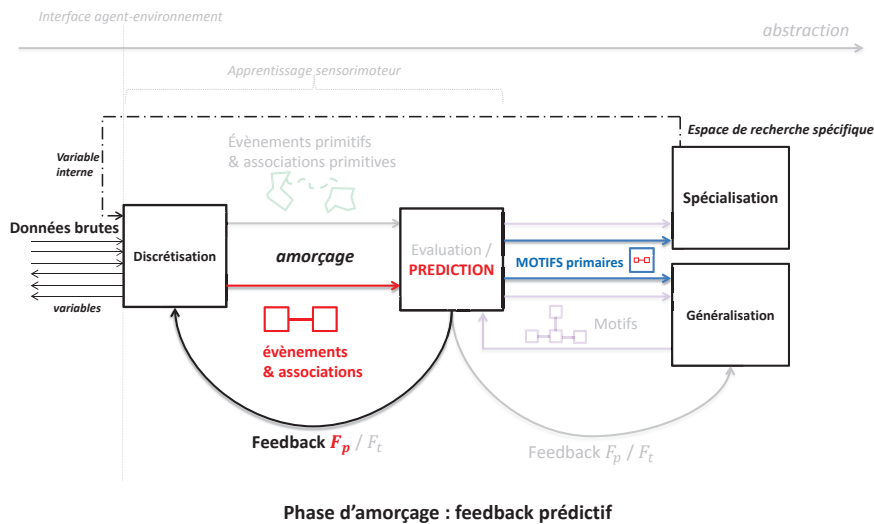 Interface agent-environnement
abstraction
Apprentissage sensorimoteur
Espace de recherche spécifique
Évènements primitifs
& associations primitives
Variable
interne
Spécialisation
Données brutes
Discrétisation
amorçage
Evaluation /
PREDICTION
MOTIFS primaires
variables
Motifs
Généralisation
évènements
& associations
Feedback Fₚ / Fₜ
Feedback Fₚ / Fₜ
Phase d’amorçage : feedback prédictif